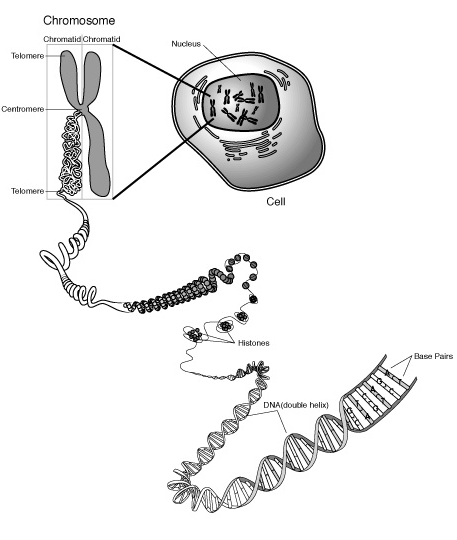 Chromosome
Chromatid Chromatid
Telomere
Nucleus
Centromere
Telomere
Cell
Histones
Base Pairs
DNA(double helix)